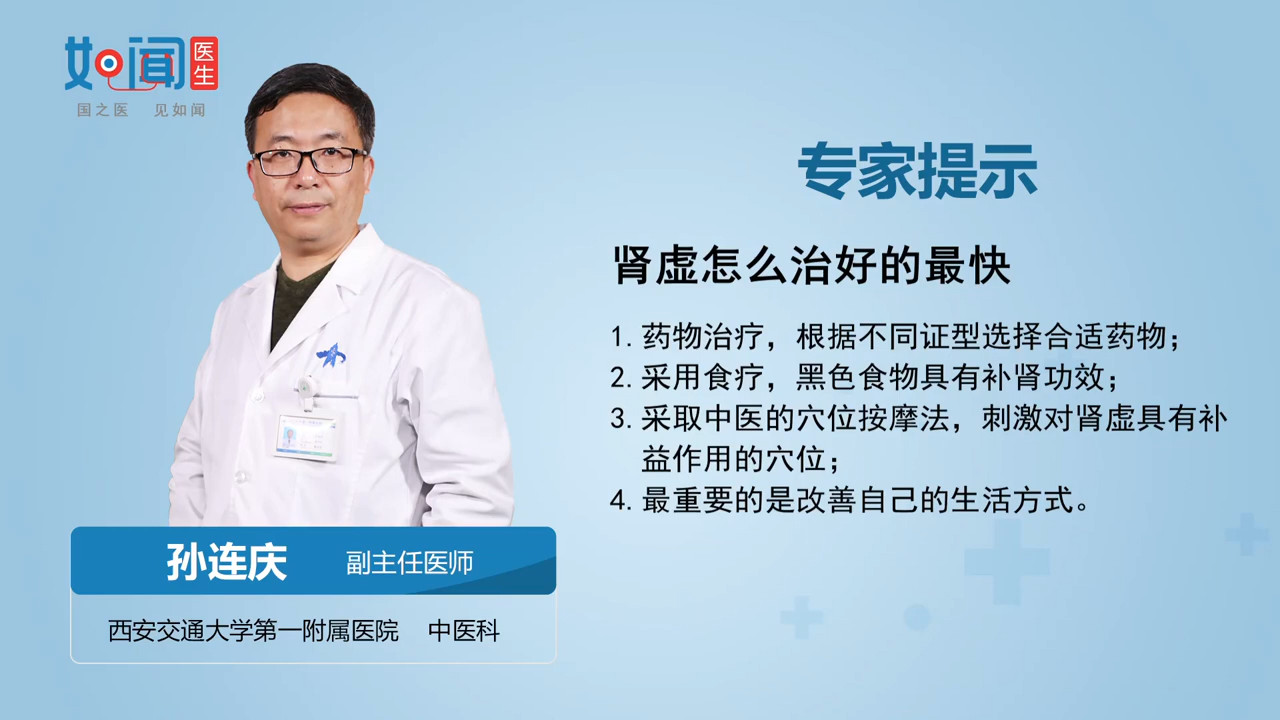 如闻医生
国之医 见如闻
专家提示
肾虚怎么治好的最快
1. 药物治疗，根据不同证型选择合适药物；
2. 采用食疗，黑色食物具有补肾功效；
3. 采取中医的穴位按摩法，刺激对肾虚具有补
益作用的穴位；
4. 最重要的是改善自己的生活方式。
孙连庆 副主任医师
西安交通大学第一附属医院 中医科